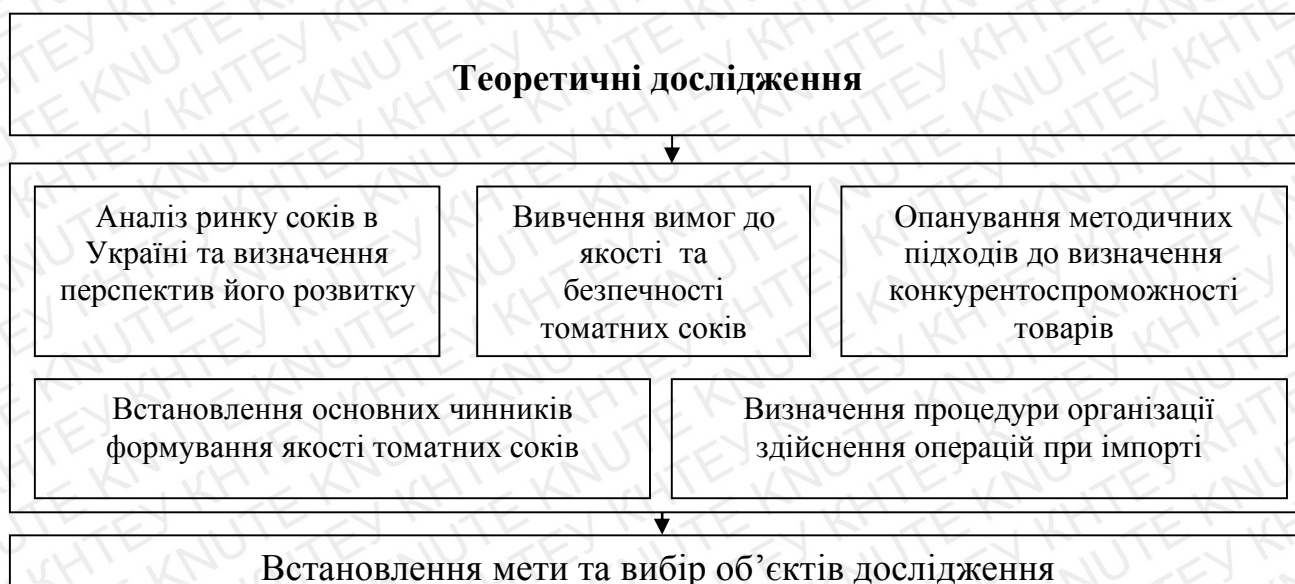 Теоретичні дослідження
Аналіз ринку соків в
Україні та визначення
перспектив його розвитку
Вивчення вимог до
якості та
безпечності
томатних соків
Опанування методичних
підходів до визначення
конкурентоспроможності
товарів
Встановлення основних чинників
формування якості томатних соків
Визначення процедури організації
здійснення операцій при імпорті
Встановлення мети та вибір об’єктів дослідження